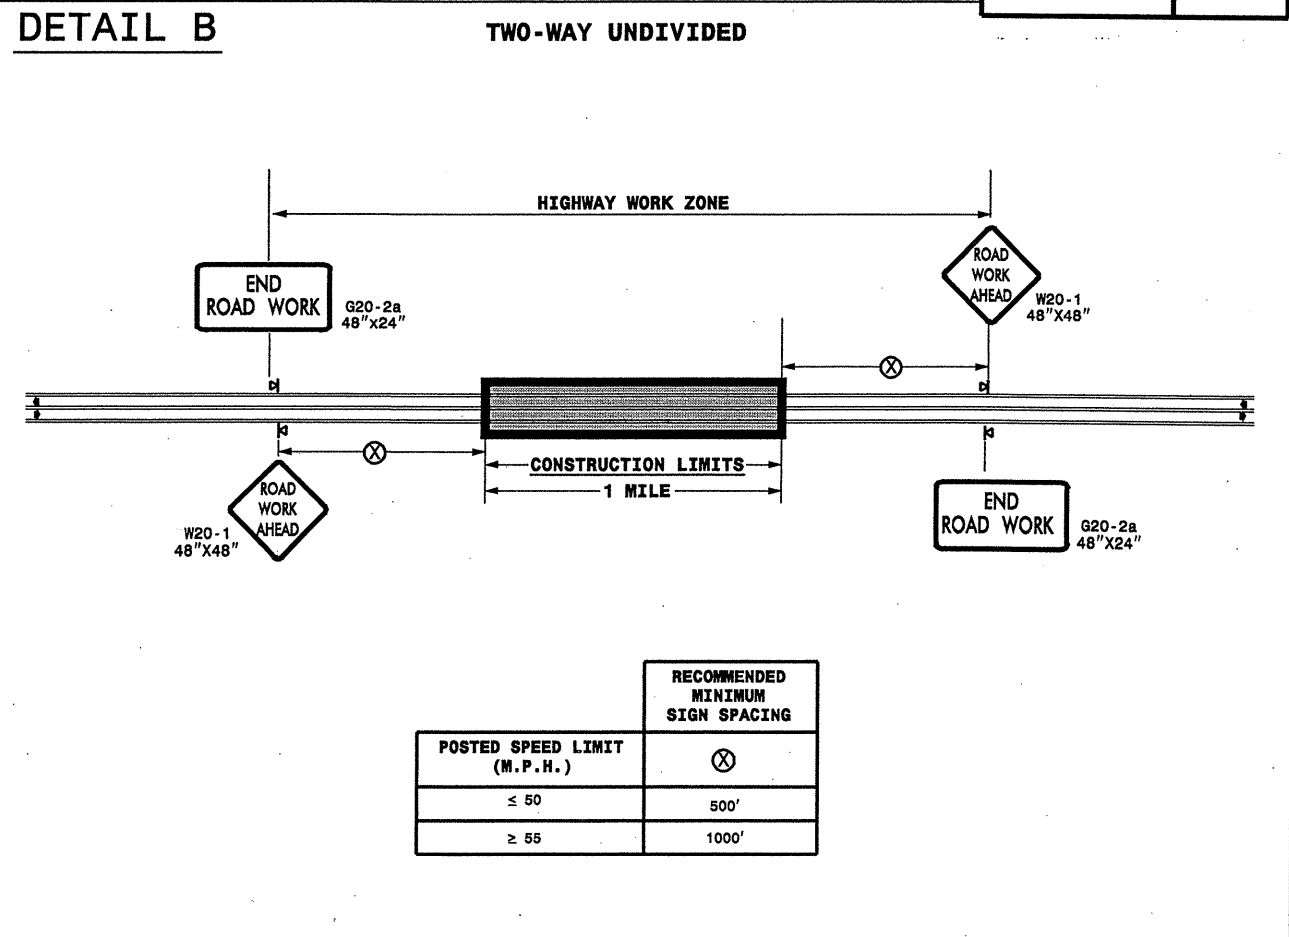 DETAIL B
TWO-WAY UNDIVIDED
HIGHWAY WORK ZONE
END
ROAD WORK
G20-2a
48"X24"
ROAD
WORK
AHEAD
W20-1
48"X48"
X
X
CONSTRUCTION LIMITS
1 MILE
ROAD
WORK
AHEAD
W20-1
48"X48"
END
ROAD WORK
G20-2a
48"X24"
RECOMMENDED
MINIMUM
SIGN SPACING
POSTED SPEED LIMIT
(M.P.H.)
X
≤ 50
500'
≥ 55
1000'